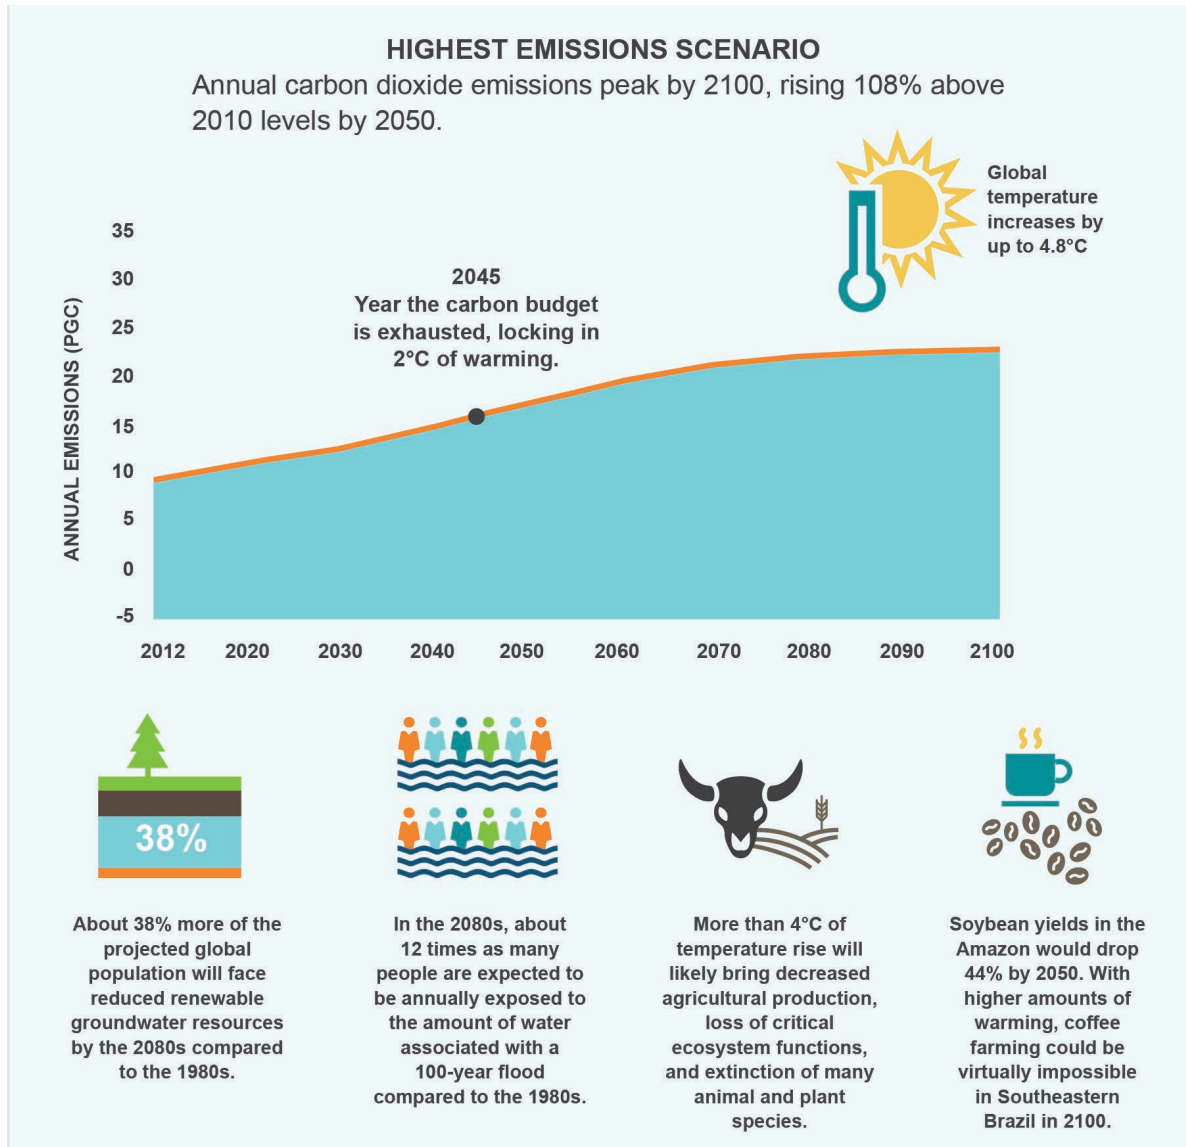 HIGHEST EMISSIONS SCENARIO
Annual carbon dioxide emissions peak by 2100, rising 108% above
2010 levels by 2050.
Global
temperature
increases by
up to 4.8°C
ANNUAL EMISSIONS (PGC)
35
30
25
20
15
10
5
0
-5
2045
Year the carbon budget
is exhausted, locking in
2°C of warming.
2012 2020 2030 2040 2050 2060 2070 2080 2090 2100
38%
About 38% more of the
projected global
population will face
reduced renewable
groundwater resources
by the 2080s compared
to the 1980s.
In the 2080s, about
12 times as many
people are expected to
be annually exposed to
the amount of water
associated with a
100-year flood
compared to the 1980s.
More than 4°C of
temperature rise will
likely bring decreased
agricultural production,
loss of critical
ecosystem functions,
and extinction of many
animal and plant
species.
Soybean yields in the
Amazon would drop
44% by 2050. With
higher amounts of
warming, coffee
farming could be
virtually impossible
in Southeastern
Brazil in 2100.